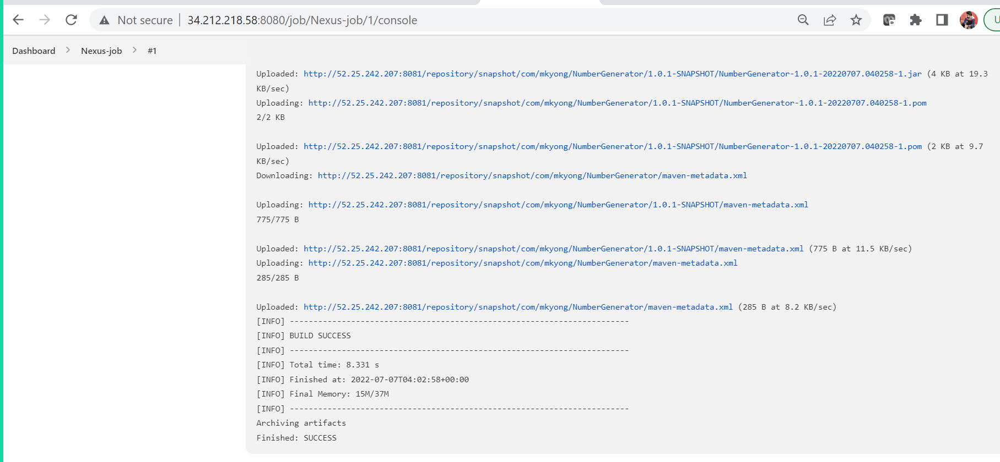 Not secure | 34.212.218.58:8080/job/Nexus-job/1/console
U
Dashboard > Nexus-job > #1
Uploaded: http://52.25.242.207:8081/repository/snapshot/com/mkyong/NumberGenerator/1.0.1-SNAPSHOT/NumberGenerator-1.0.1-20220707.040258-1.jar (4 KB at 19.3
KB/sec)
Uploading: http://52.25.242.207:8081/repository/snapshot/com/mkyong/NumberGenerator/1.0.1-SNAPSHOT/NumberGenerator-1.0.1-20220707.040258-1.pom
2/2 KB
Uploaded: http://52.25.242.207:8081/repository/snapshot/com/mkyong/NumberGenerator/1.0.1-SNAPSHOT/NumberGenerator-1.0.1-20220707.040258-1.pom (2 KB at 9.7
KB/sec)
Downloading: http://52.25.242.207:8081/repository/snapshot/com/mkyong/NumberGenerator/maven-metadata.xml
Uploading: http://52.25.242.207:8081/repository/snapshot/com/mkyong/NumberGenerator/1.0.1-SNAPSHOT/maven-metadata.xml
775/775 B
Uploaded: http://52.25.242.207:8081/repository/snapshot/com/mkyong/NumberGenerator/1.0.1-SNAPSHOT/maven-metadata.xml (775 B at 11.5 KB/sec)
Uploading: http://52.25.242.207:8081/repository/snapshot/com/mkyong/NumberGenerator/maven-metadata.xml
285/285 B
Uploaded: http://52.25.242.207:8081/repository/snapshot/com/mkyong/NumberGenerator/maven-metadata.xml (285 B at 8.2 KB/sec)
[INFO] ------------------------------------------------------------------------
[INFO] BUILD SUCCESS
[INFO] ------------------------------------------------------------------------
[INFO] Total time: 8.331 s
[INFO] Finished at: 2022-07-07T04:02:58+00:00
[INFO] Final Memory: 15M/37M
[INFO] ------------------------------------------------------------------------
Archiving artifacts
Finished: SUCCESS